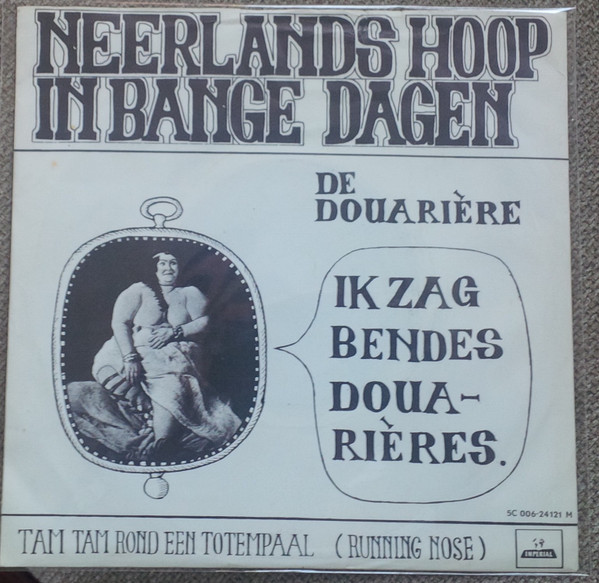 NEERLANDS HOOP
IN BANGE DAGEN
DE
DOUARIÈRE
IK ZAG
BENDES
DOUA-
RIÈRES.
5C 006-24121 M
TAM TAM ROND EEN TOTEMPAAL (RUNNING NOSE)
IMPERIAL